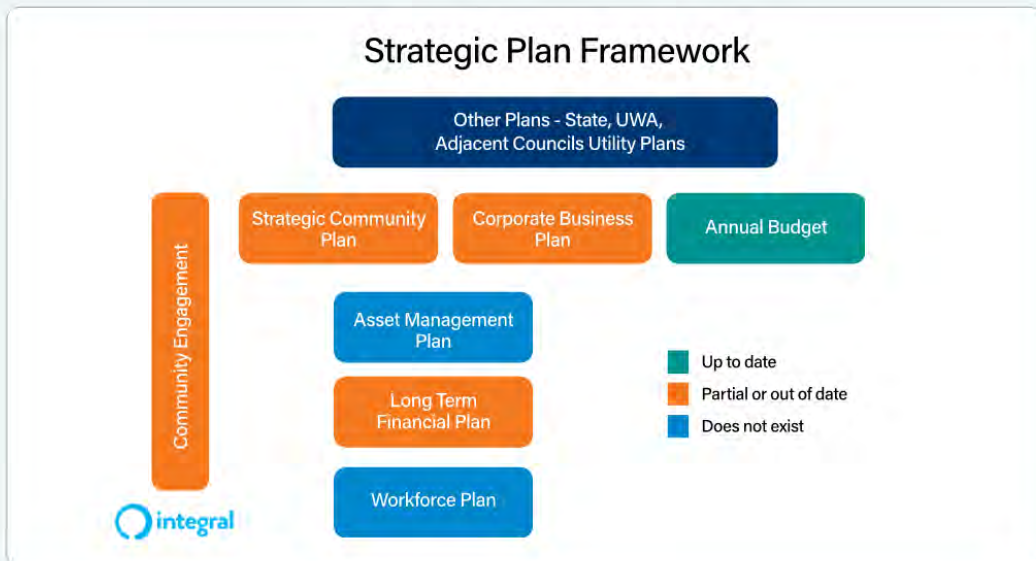 Strategic Plan Framework
Other Plans - State, UWA,
Adjacent Councils Utility Plans
Community Engagement
Strategic Community
Plan
Corporate Business
Plan
Annual Budget
Asset Management
Plan
Long Term
Financial Plan
Workforce Plan
Up to date
Partial or out of date
Does not exist
integral